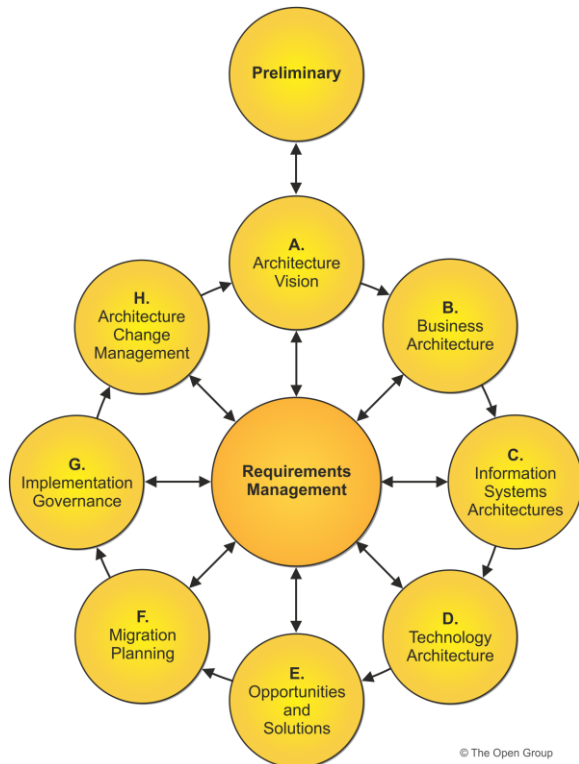 Preliminary
A.
Architecture
Vision
B.
Business
Architecture
C.
Information
Systems
Architectures
D.
Technology
Architecture
E.
Opportunities
and
Solutions
F.
Migration
Planning
G.
Implementation
Governance
H.
Architecture
Change
Management
Requirements
Management
© The Open Group